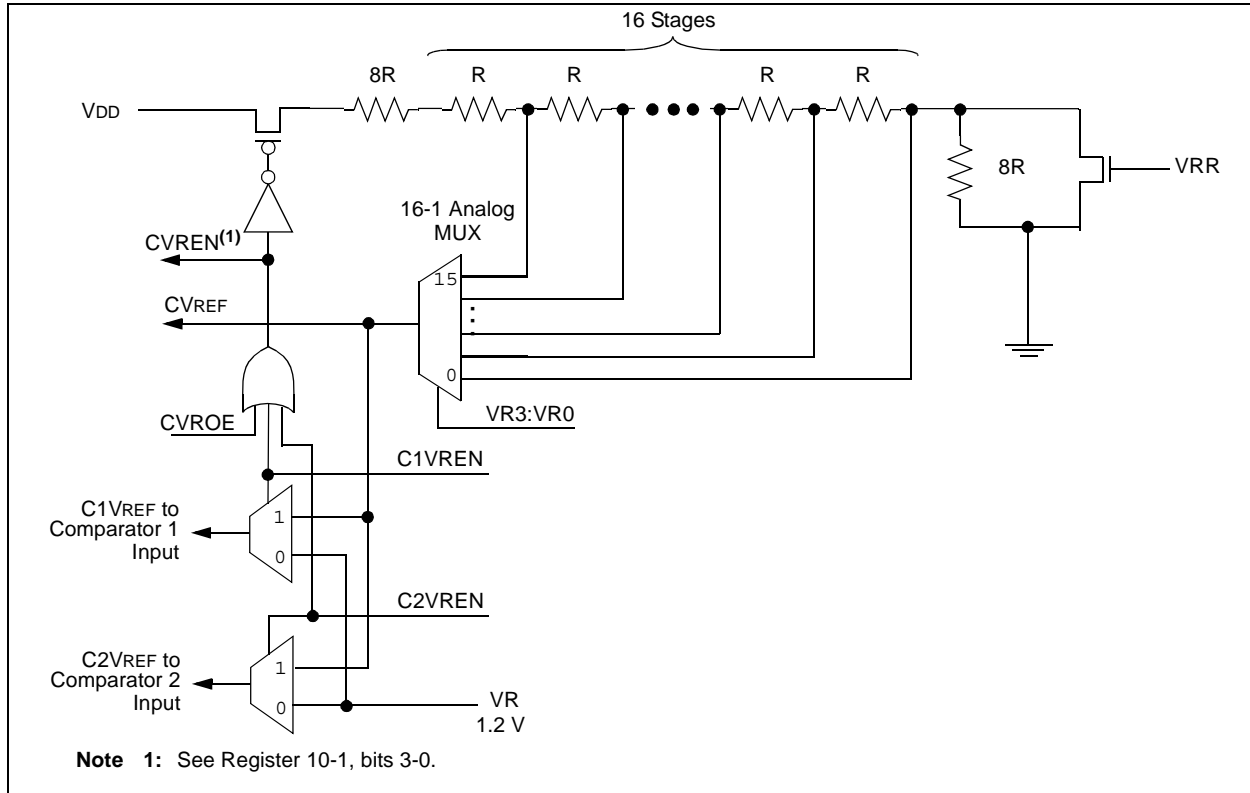 16 Stages
8R R R R R
VDD
8R
VRR
16-1 Analog
MUX
CVREN(1)
15
CVREF
0
VR3:VR0
CVROE
C1VREN
C1VREF to
Comparator 1
Input
1
0
C2VREN
C2VREF to
Comparator 2
Input
1
0
VR
1.2 V
Note 1: See Register 10-1, bits 3-0.